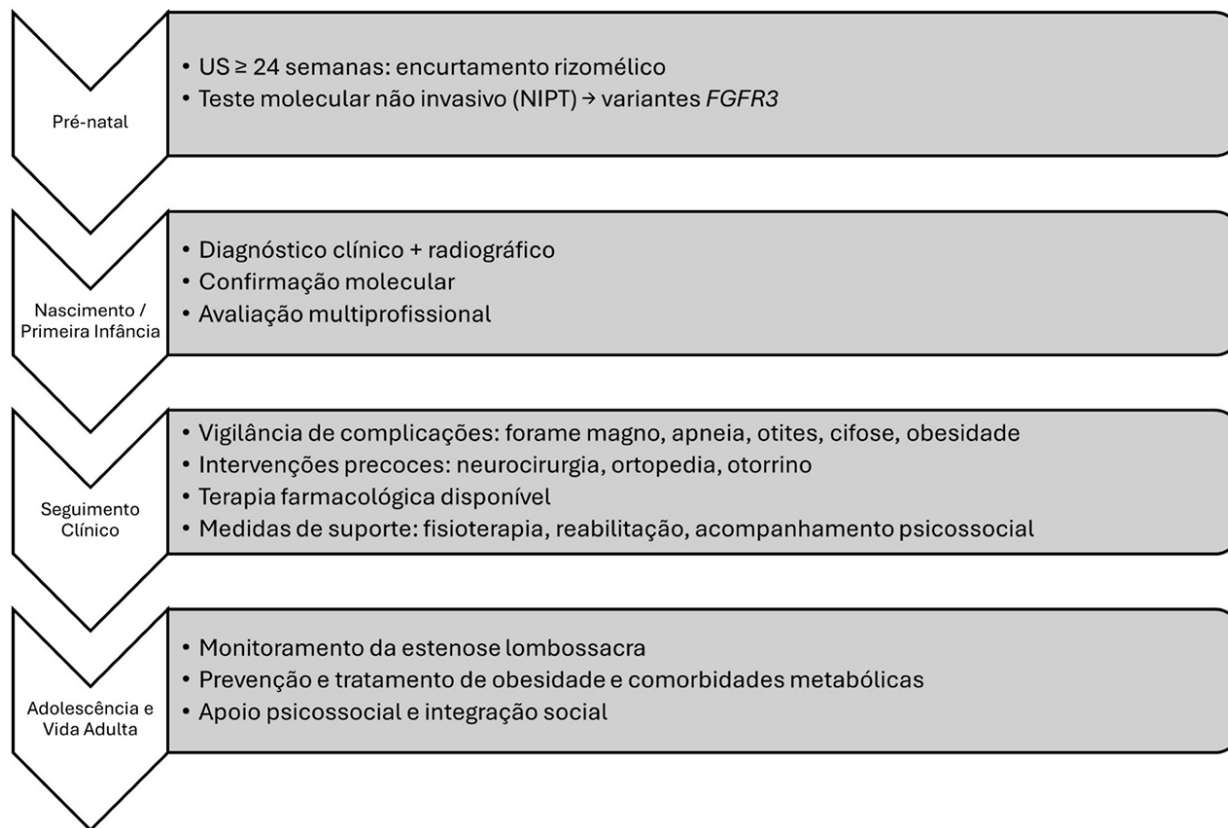 Pré-natal
• US ≥ 24 semanas: encurtamento rizomélico
• Teste molecular não invasivo (NIPT) → variantes FGFR3
Nascimento /
Primeira Infância
• Diagnóstico clínico + radiográfico
• Confirmação molecular
• Avaliação multiprofissional
Seguimento
Clínico
• Vigilância de complicações: forame magno, apneia, otites, cifose, obesidade
• Intervenções precoces: neurocirurgia, ortopedia, otorrino
• Terapia farmacológica disponível
• Medidas de suporte: fisioterapia, reabilitação, acompanhamento psicossocial
Adolescência e
Vida Adulta
• Monitoramento da estenose lombossacra
• Prevenção e tratamento de obesidade e comorbidades metabólicas
• Apoio psicossocial e integração social